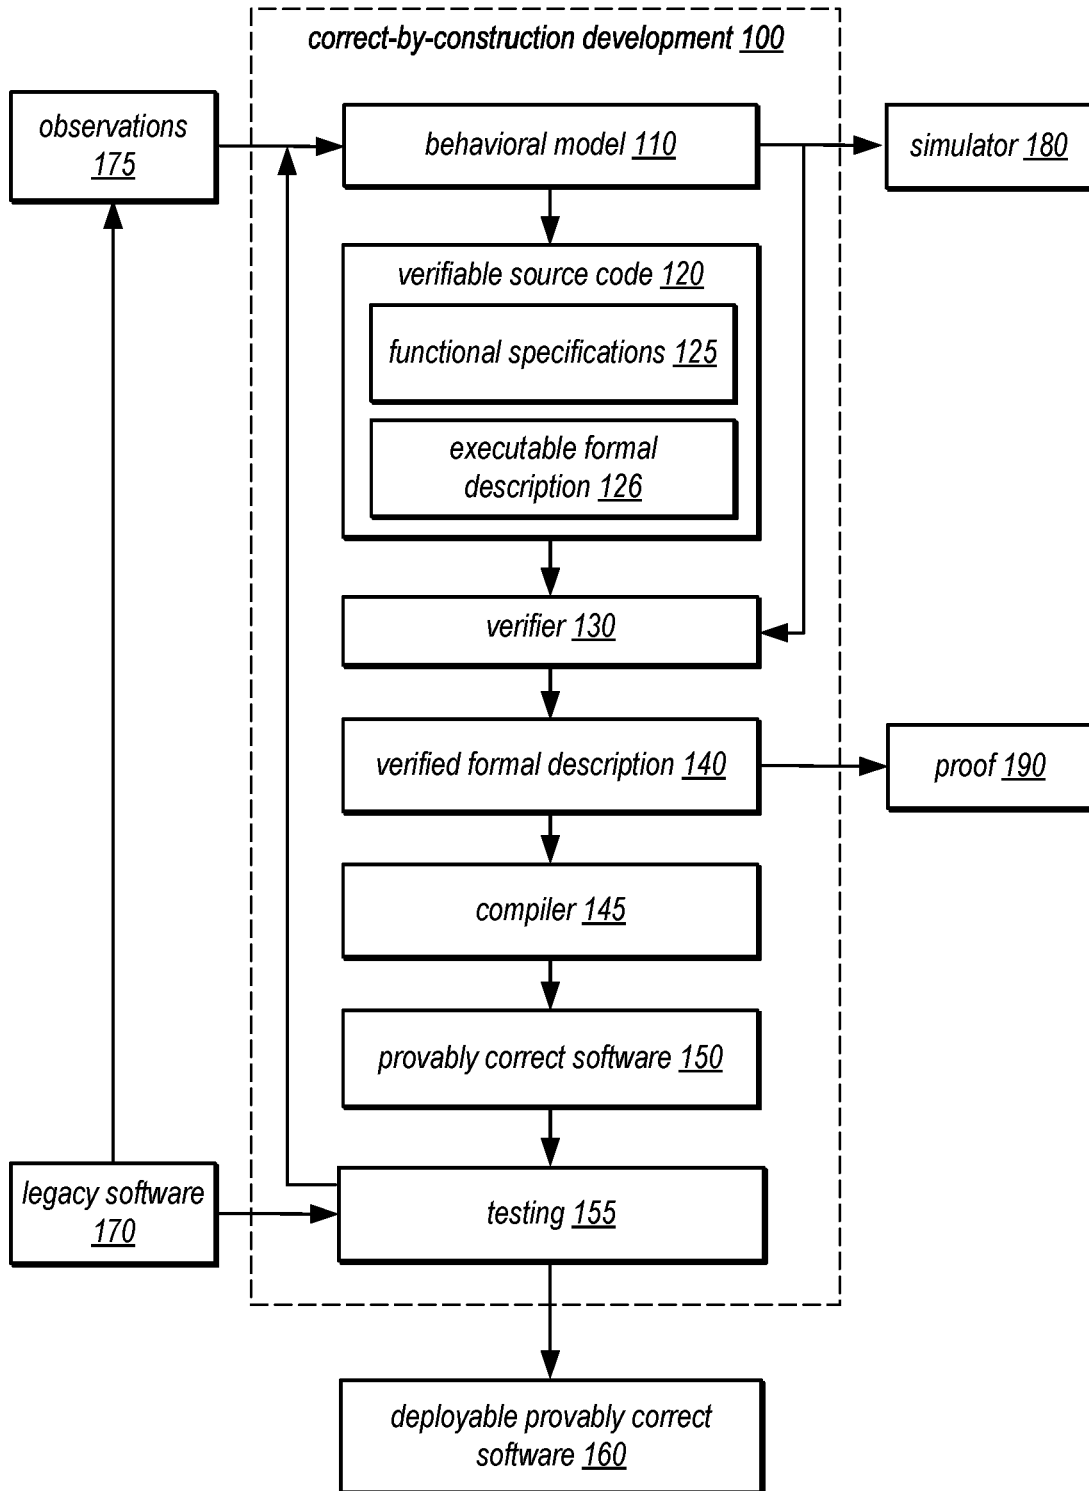 correct-by-construction development 100
observations
175
behavioral model 110
simulator 180
verifiable source code 120
functional specifications 125
executable formal
description 126
verifier 130
verified formal description 140
proof 190
compiler 145
provably correct software 150
legacy software
170
testing 155
deployable provably correct
software 160